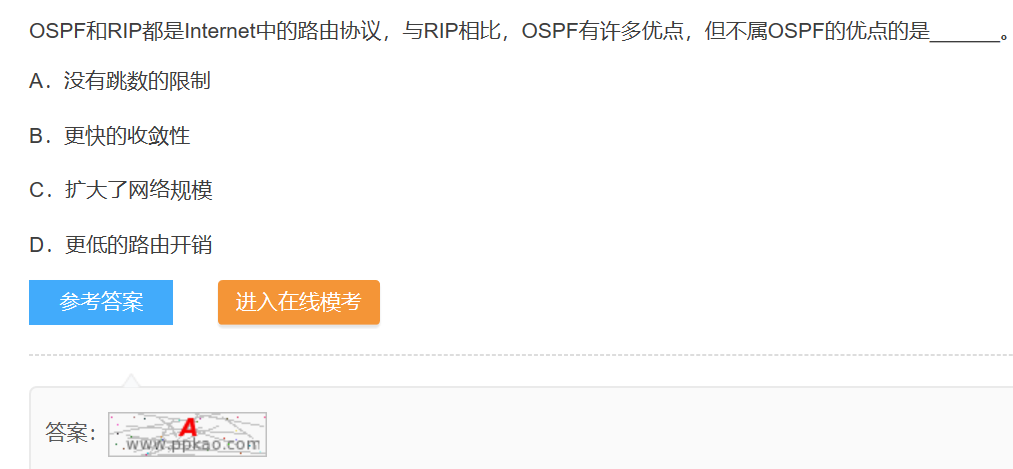 OSPF和RIP都是Internet中的路由协议，与RIP相比，OSPF有许多优点，但不属OSPF的优点的是______。
A．没有跳数的限制
B．更快的收敛性
C．扩大了网络规模
D．更低的路由开销
参考答案 进入在线模考
答案： A
www.ppkao.com